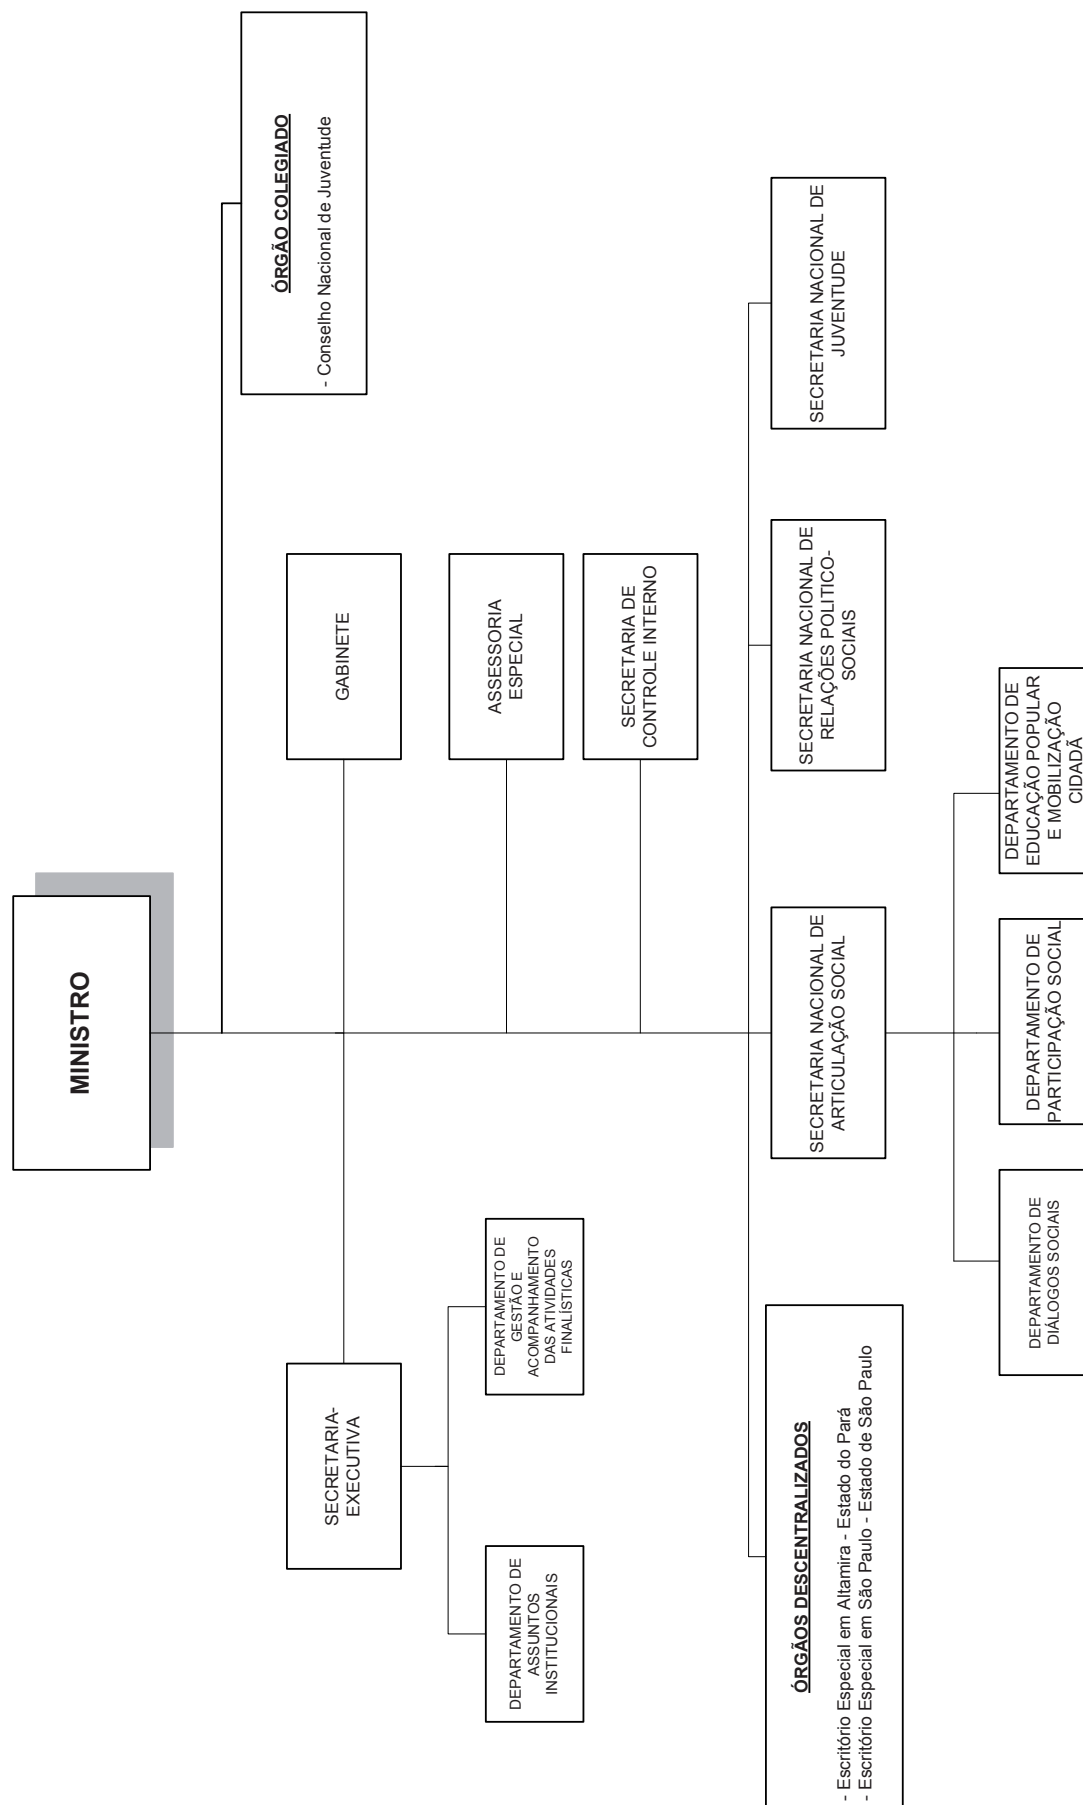 MINISTRO
ÓRGÃO COLEGIADO
- Conselho Nacional de Juventude
SECRETARIA-
EXECUTIVA
GABINETE
DEPARTAMENTO DE
ASSUNTOS
INSTITUCIONAIS
DEPARTAMENTO DE
GESTÃO E
ACOMPANHAMENTO
DAS ATIVIDADES
FINALÍSTICAS
ASSESSORIA
ESPECIAL
SECRETARIA DE
CONTROLE INTERNO
ÓRGÃOS DESCENTRALIZADOS
- Escritório Especial em Altamira - Estado do Pará
- Escritório Especial em São Paulo - Estado de São Paulo
SECRETARIA NACIONAL DE
ARTICULAÇÃO SOCIAL
SECRETARIA NACIONAL DE
RELAÇÕES POLITICO-
SOCIAIS
SECRETARIA NACIONAL DE
JUVENTUDE
DEPARTAMENTO DE
DIÁLOGOS SOCIAIS
DEPARTAMENTO DE
PARTICIPAÇÃO SOCIAL
DEPARTAMENTO DE
EDUCAÇÃO POPULAR
E MOBILIZAÇÃO
CIDADÃ